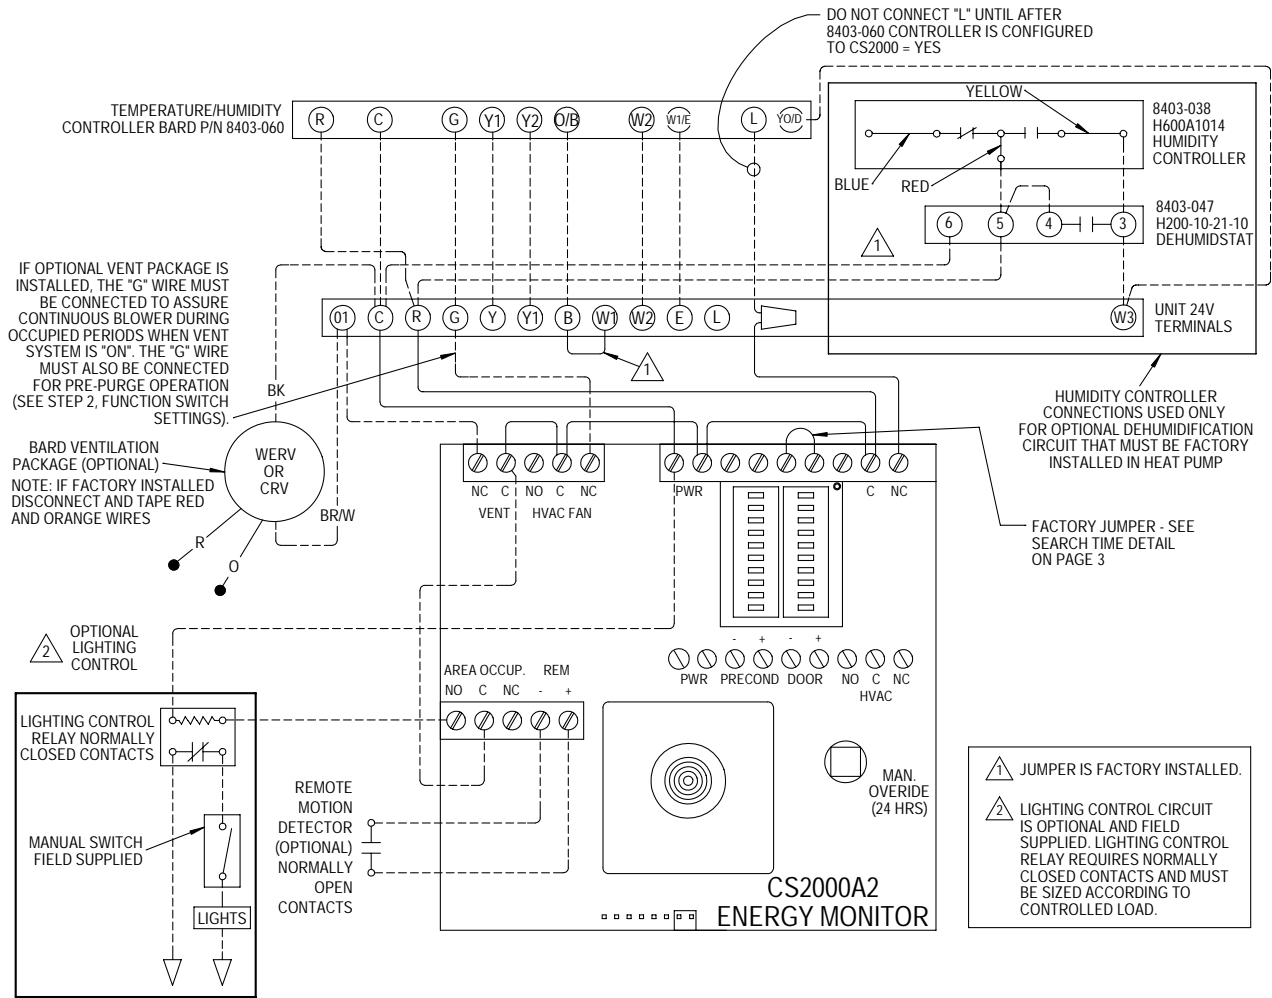 DO NOT CONNECT "L" UNTIL AFTER
8403-060 CONTROLLER IS CONFIGURED
TO CS2000 = YES
TEMPERATURE/HUMIDITY
CONTROLLER BARD P/N 8403-060
R C G Y1 Y2 O/B W2 W1/E L YO/D
YELLOW
BLUE
RED
8403-038
H600A1014
HUMIDITY
CONTROLLER
6 5 4 3
1
8403-047
H200-10-21-10
DEHUMIDSTAT
IF OPTIONAL VENT PACKAGE IS
INSTALLED, THE "G" WIRE MUST
BE CONNECTED TO ASSURE
CONTINUOUS BLOWER DURING
OCCUPIED PERIODS WHEN VENT
SYSTEM IS "ON". THE "G" WIRE
MUST ALSO BE CONNECTED
FOR PRE-PURGE OPERATION
(SEE STEP 2, FUNCTION SWITCH
SETTINGS).
01 C R G Y Y1 B W1 W2 E L W3
UNIT 24V
TERMINALS
1
HUMIDITY CONTROLLER
CONNECTIONS USED ONLY
FOR OPTIONAL DEHUMIDIFICATION
CIRCUIT THAT MUST BE FACTORY
INSTALLED IN HEAT PUMP
BK
BARD VENTILATION
PACKAGE (OPTIONAL)
NOTE: IF FACTORY INSTALLED
DISCONNECT AND TAPE RED
AND ORANGE WIRES
WERV
OR
CRV
BR/W
R
O
NC C NO C NC
VENT HVAC FAN
PWR C NC
FACTORY JUMPER - SEE
SEARCH TIME DETAIL
ON PAGE 3
2
OPTIONAL
LIGHTING
CONTROL
- + - +
PWR PRECOND DOOR NO C NC
HVAC
AREA OCCUP. REM
NO C NC - +
LIGHTING CONTROL
RELAY NORMALLY
CLOSED CONTACTS
MANUAL SWITCH
FIELD SUPPLIED
LIGHTS
REMOTE
MOTION
DETECTOR
(OPTIONAL)
NORMALLY
OPEN
CONTACTS
MAN.
OVERIDE
(24 HRS)
CS2000A2
ENERGY MONITOR
1 JUMPER IS FACTORY INSTALLED.
2 LIGHTING CONTROL CIRCUIT
IS OPTIONAL AND FIELD
SUPPLIED. LIGHTING CONTROL
RELAY REQUIRES NORMALLY
CLOSED CONTACTS AND MUST
BE SIZED ACCORDING TO
CONTROLLED LOAD.